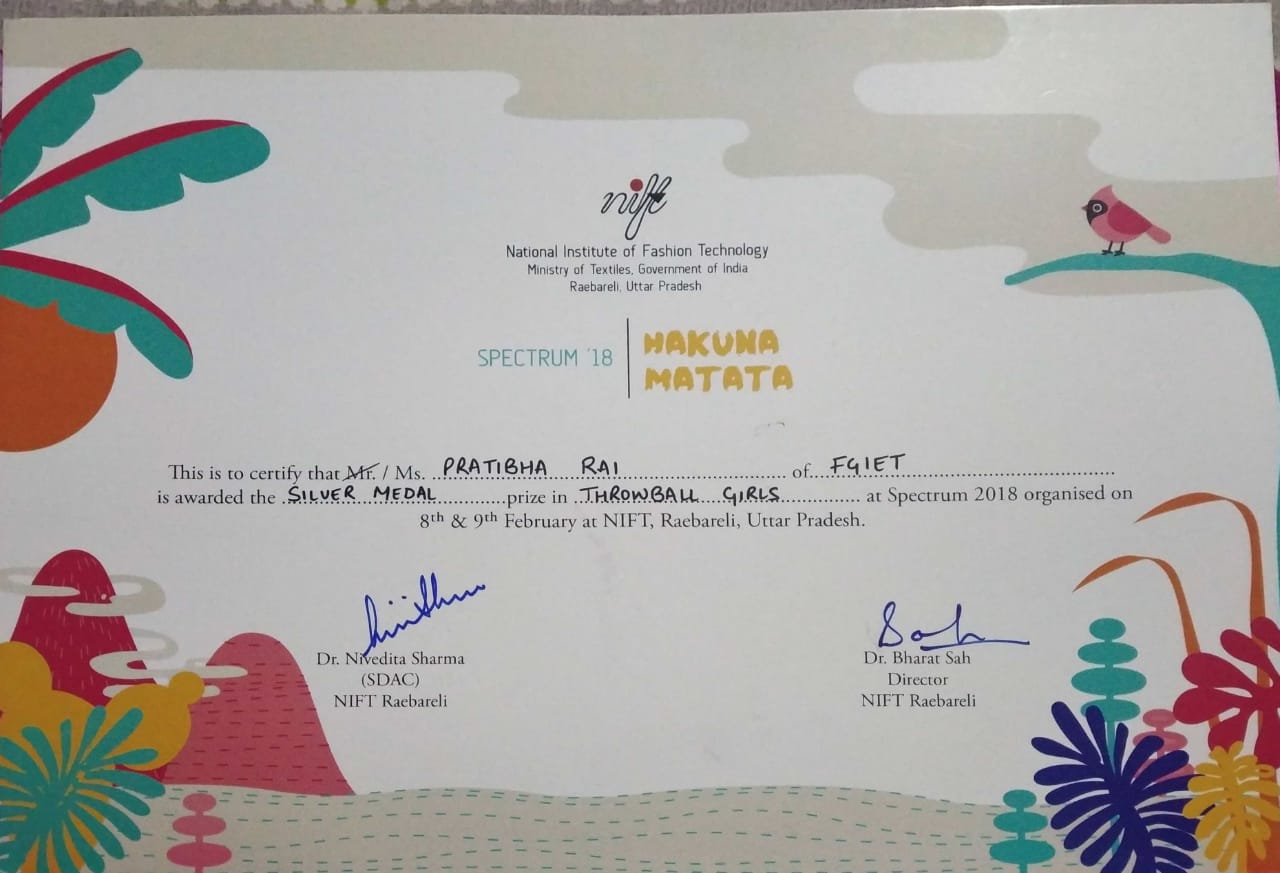 nift
National Institute of Fashion Technology
Ministry of Textiles, Government of India
Raebareli, Uttar Pradesh
SPECTRUM '18
HAKUNA
MATATA
This is to certify that Mr. / Ms. PRATIBHA RAI of FGIET
is awarded the SILVER MEDAL prize in THROWBALL GIRLS at Spectrum 2018 organised on
8th & 9th February at NIFT, Raebareli, Uttar Pradesh.
Sah
Dr. Nivedita Sharma
(SDAC)
NIFT Raebareli
Dr. Bharat Sah
Director
NIFT Raebareli